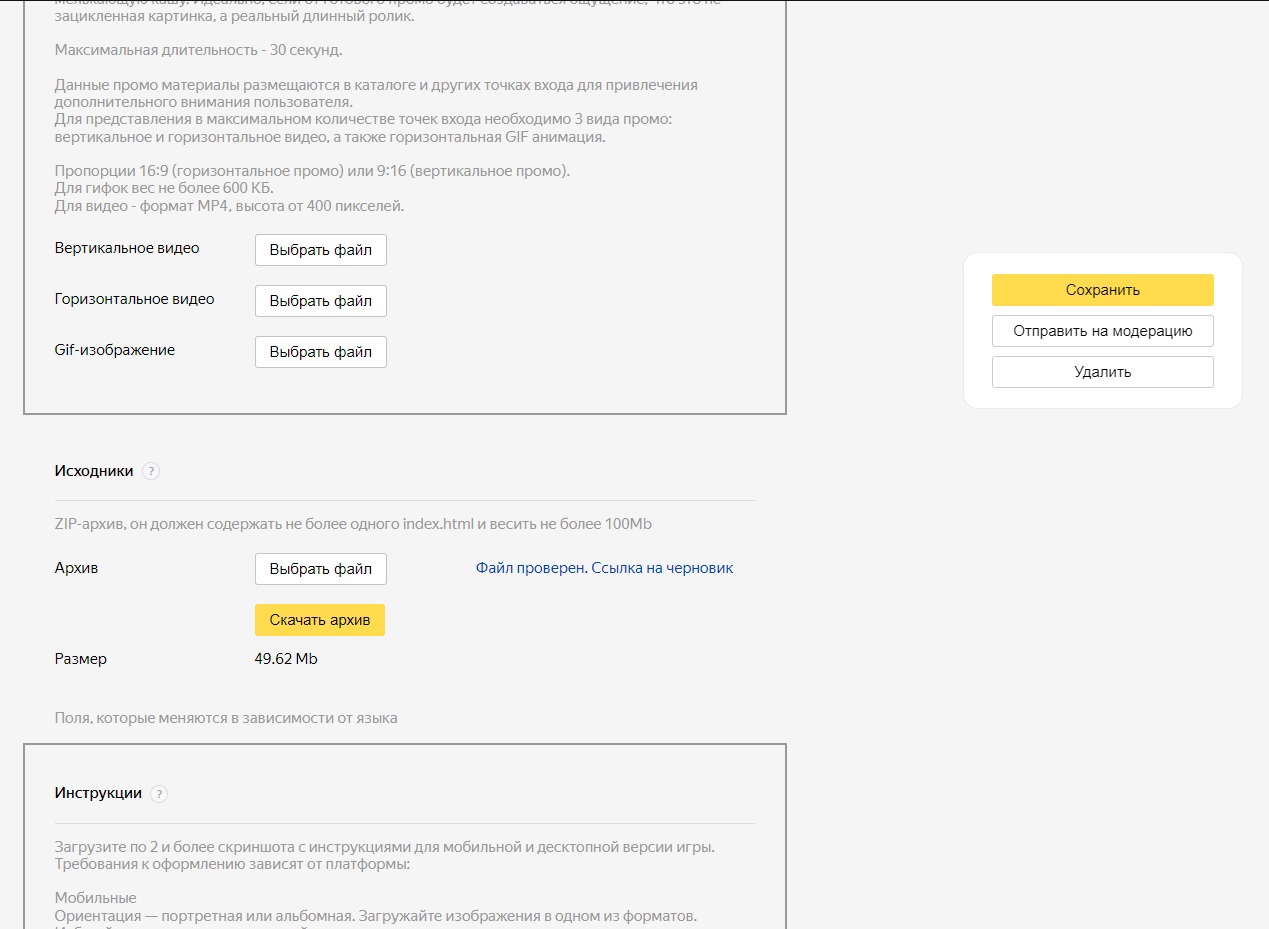 зацикленная картинка, а реальный длинный ролик.
Максимальная длительность - 30 секунд.
Данные промо материалы размещаются в каталоге и других точках входа для привлечения
дополнительного внимания пользователя.
Для представления в максимальном количестве точек входа необходимо 3 вида промо:
вертикальное и горизонтальное видео, а также горизонтальная GIF анимация.
Пропорции 16:9 (горизонтальное промо) или 9:16 (вертикальное промо).
Для гифок вес не более 600 КБ.
Для видео - формат MP4, высота от 400 пикселей.
Вертикальное видео
Выбрать файл
Горизонтальное видео
Выбрать файл
Gif-изображение
Выбрать файл
Сохранить
Отправить на модерацию
Удалить
Исходники ?
ZIP-архив, он должен содержать не более одного index.html и весить не более 100Mb
Архив
Выбрать файл
Файл проверен. Ссылка на черновик
Скачать архив
Размер
49.62 Mb
Поля, которые меняются в зависимости от языка
Инструкции ?
Загрузите по 2 и более скриншота с инструкциями для мобильной и десктопной версии игры.
Требования к оформлению зависят от платформы:
Мобильные
Ориентация — портретная или альбомная. Загружайте изображения в одном из форматов.